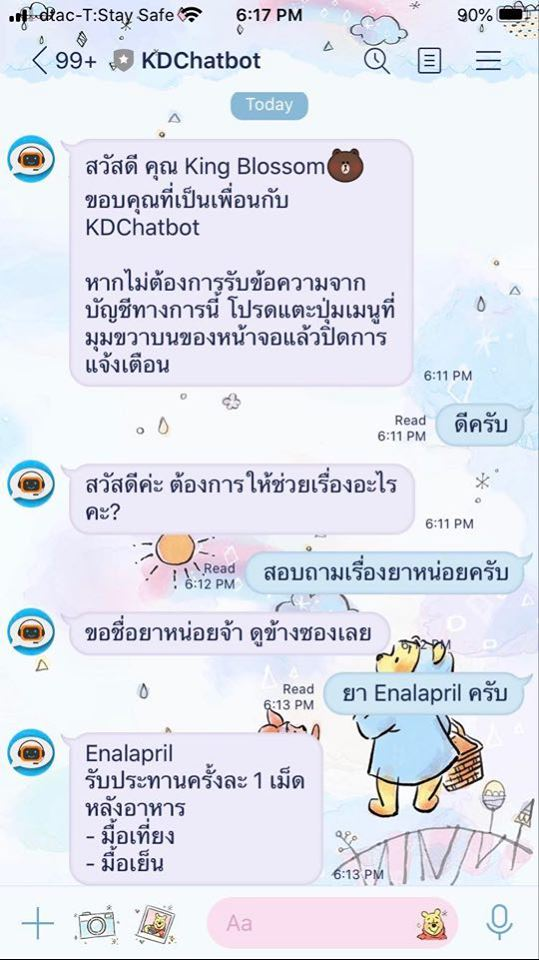 dtac-T:Stay Safe
6:17 PM
90%
99+
KDChatbot
Today
สวัสดี คุณ King Blossom
ขอบคุณที่เป็นเพื่อนกับ
KDChatbot
หากไม่ต้องการรับข้อความจาก
บัญชีทางการนี้ โปรดแตะปุ่มเมนูที่
มุมขวาบนของหน้าจอแล้วปิดการ
แจ้งเตือน
6:11 PM
Read
6:11 PM
ดีครับ
สวัสดีค่ะ ต้องการให้ช่วยเรื่องอะไร
คะ?
6:11 PM
Read
6:12 PM
สอบถามเรื่องยาหน่อยครับ
ขอชื่อยาหน่อยจ้า ดูข้างซองเลย
6:12 PM
Read
6:13 PM
ยา Enalapril ครับ
Enalapril
รับประทานครั้งละ 1 เม็ด
หลังอาหาร
- มื้อเที่ยง
- มื้อเย็น
6:13 PM
Aa